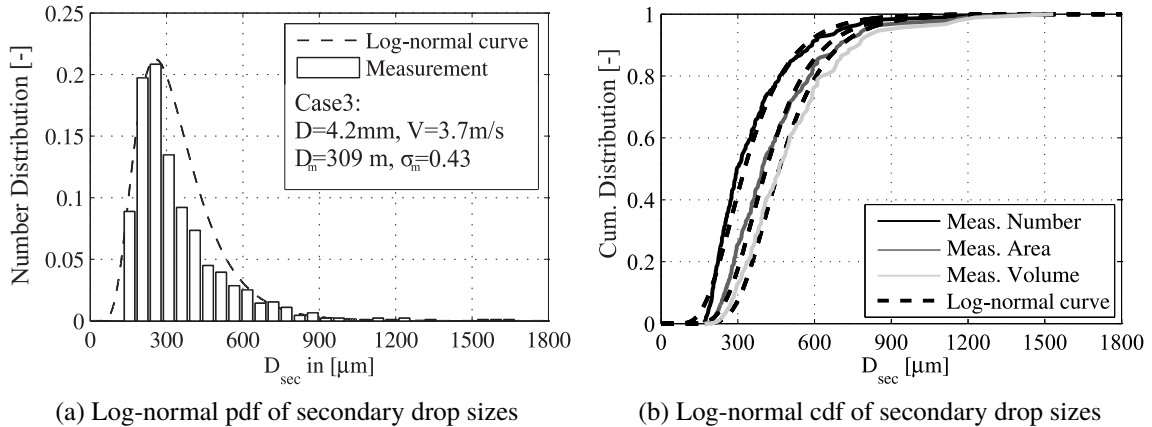 0.25
0.2
0.15
0.1
0.05
0
Number Distribution [-]
Log-normal curve
Measurement
Case3:
D=4.2mm, V=3.7m/s
Dm=309 m, σm=0.43
0 300 600 900 1200 1500 1800
Dsec in [μm]
(a) Log-normal pdf of secondary drop sizes
1
0.8
0.6
0.4
0.2
0
Cum. Distribution [-]
Meas. Number
Meas. Area
Meas. Volume
Log-normal curve
0 300 600 900 1200 1500 1800
Dsec [μm]
(b) Log-normal cdf of secondary drop sizes